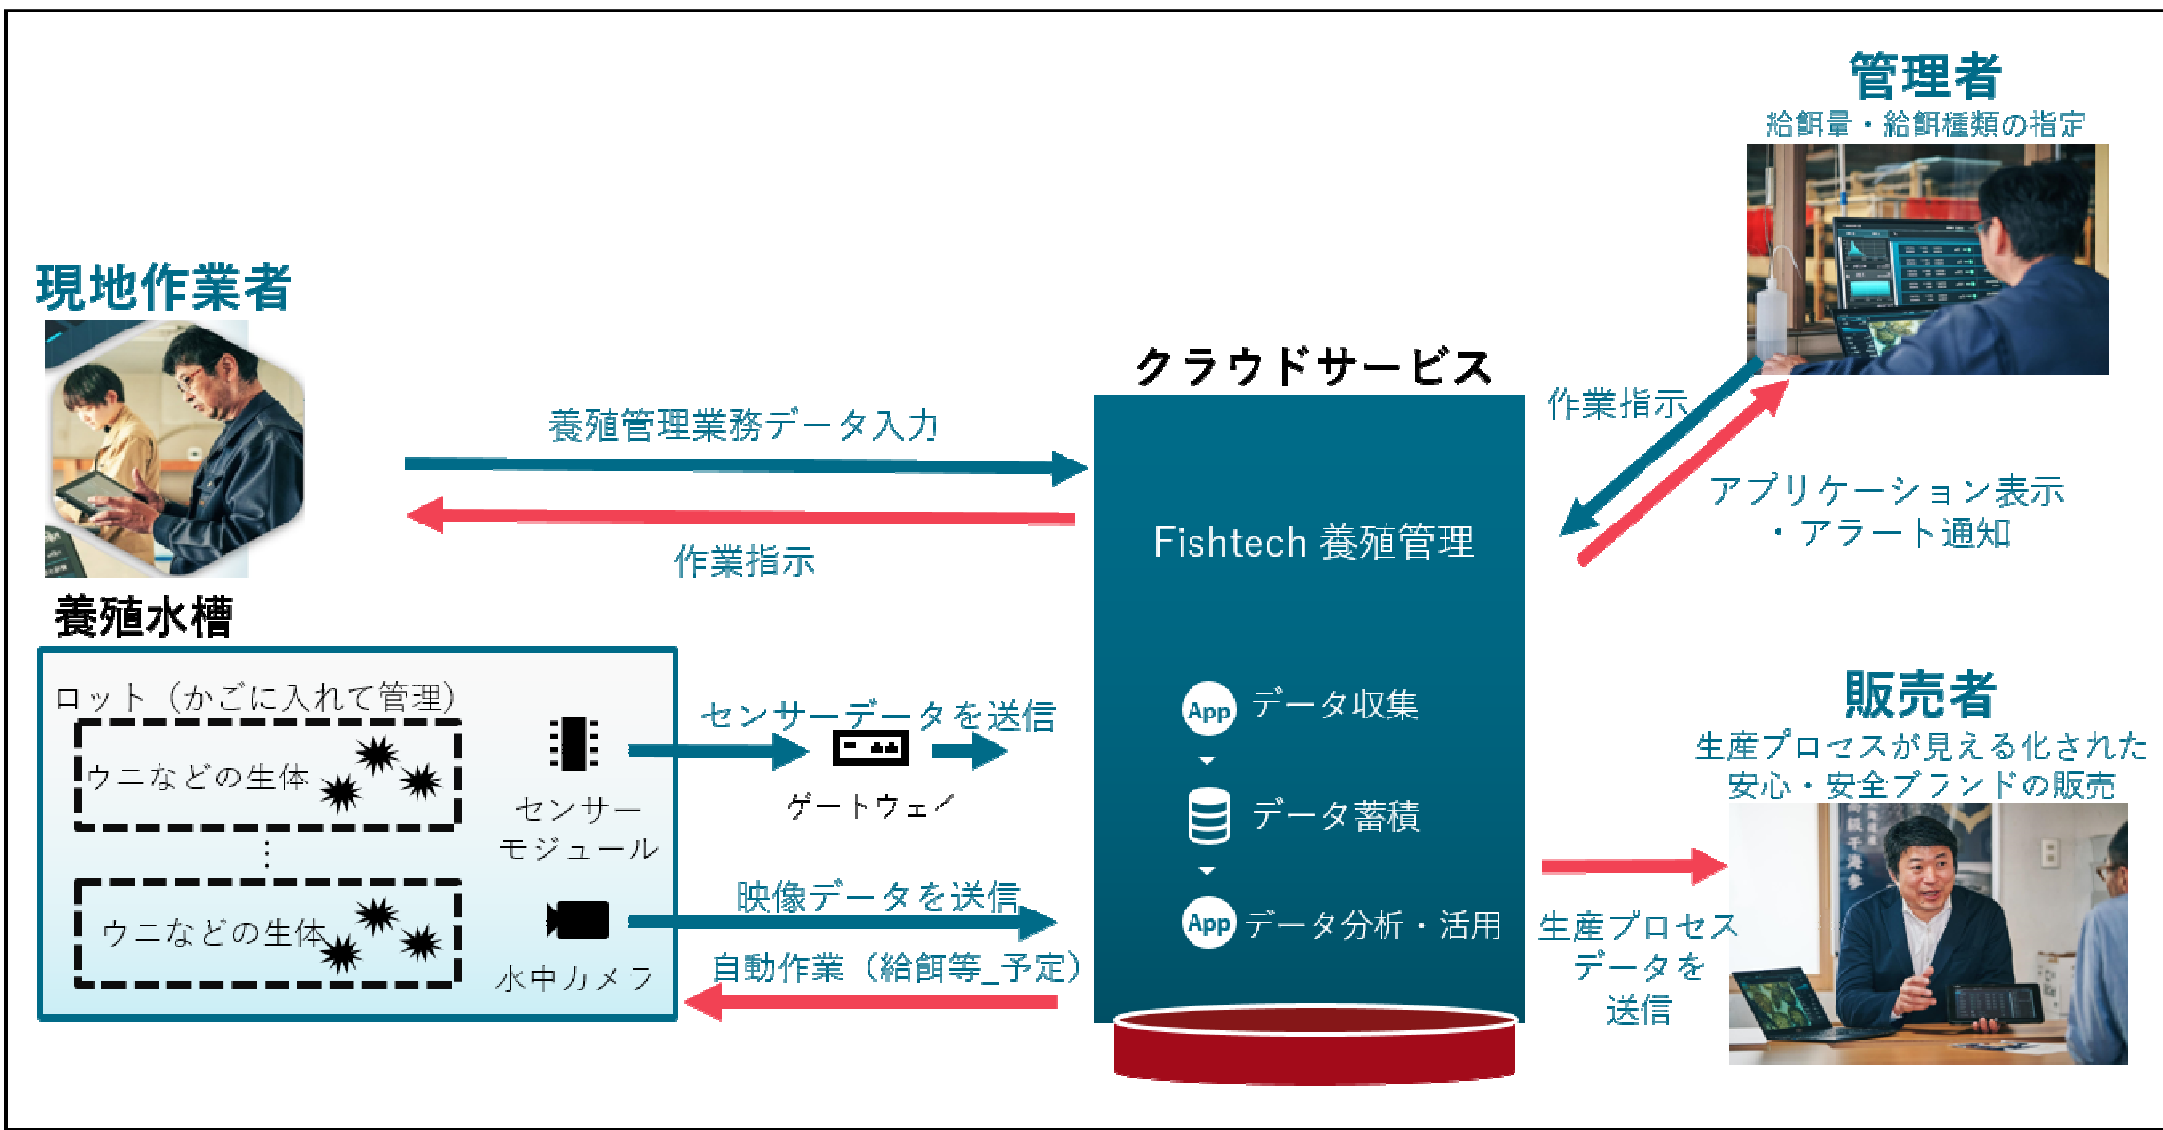 管理者
給餌量・給餌種類の指定
現地作業者
クラウドサービス
養殖管理業務データ入力
作業指示
作業指示
アプリケーション表示
・アラート通知
Fishtech 養殖管理
養殖水槽
ロット（かごに入れて管理）
ウニなどの生体
センサー
モジュール
センサーデータを送信
ゲートウェイ
ウニなどの生体
水中カメラ
映像データを送信
自動作業（給餌等_予定）
App データ収集
データ蓄積
App データ分析・活用
販売者
生産プロセスが見える化された
安心・安全ブランドの販売
生産プロセス
データを
送信